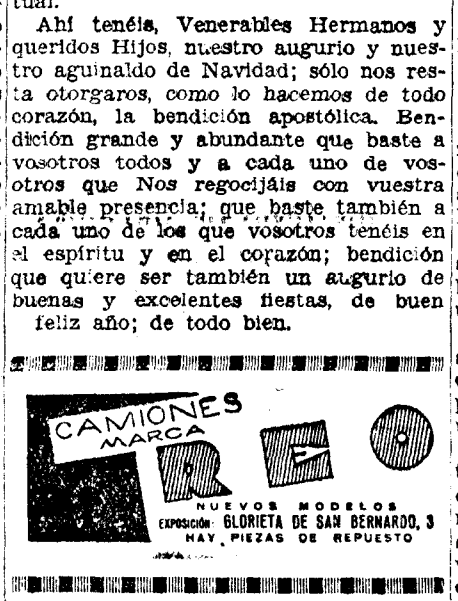 tual.
Ahí tenéis, Venerables Hermanos y
queridos Hijos, nuestro augurio y nues-
tro aguinaldo de Navidad; sólo nos res-
ta otorgaros, como lo hacemos de todo
corazón, la bendición apostólica. Ben-
dición grande y abundante que baste a
vosotros todos y a cada uno de vos-
otros que Nos regocijáis con vuestra
amable presencia; que baste también a
cada uno de los que vosotros tenéis en
el espíritu y en el corazón; bendición
que quiere ser también un augurio de
buenas y excelentes fiestas, de buen
feliz año; de todo bien.
CAMIONES
MARCA
REO
NUEVOS MODELOS
EXPOSICIÓN: GLORIETA DE SAN BERNARDO, 3
HAY PIEZAS DE REPUESTO